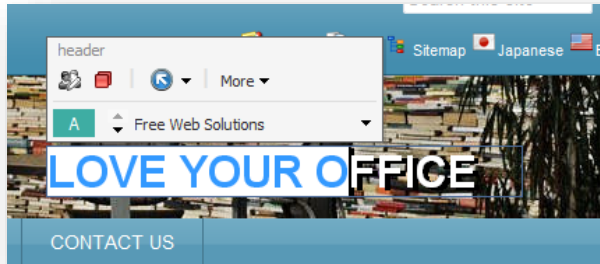 header
Sitemap Japanese
More
A Free Web Solutions
LOVE YOUR OFFICE
CONTACT US